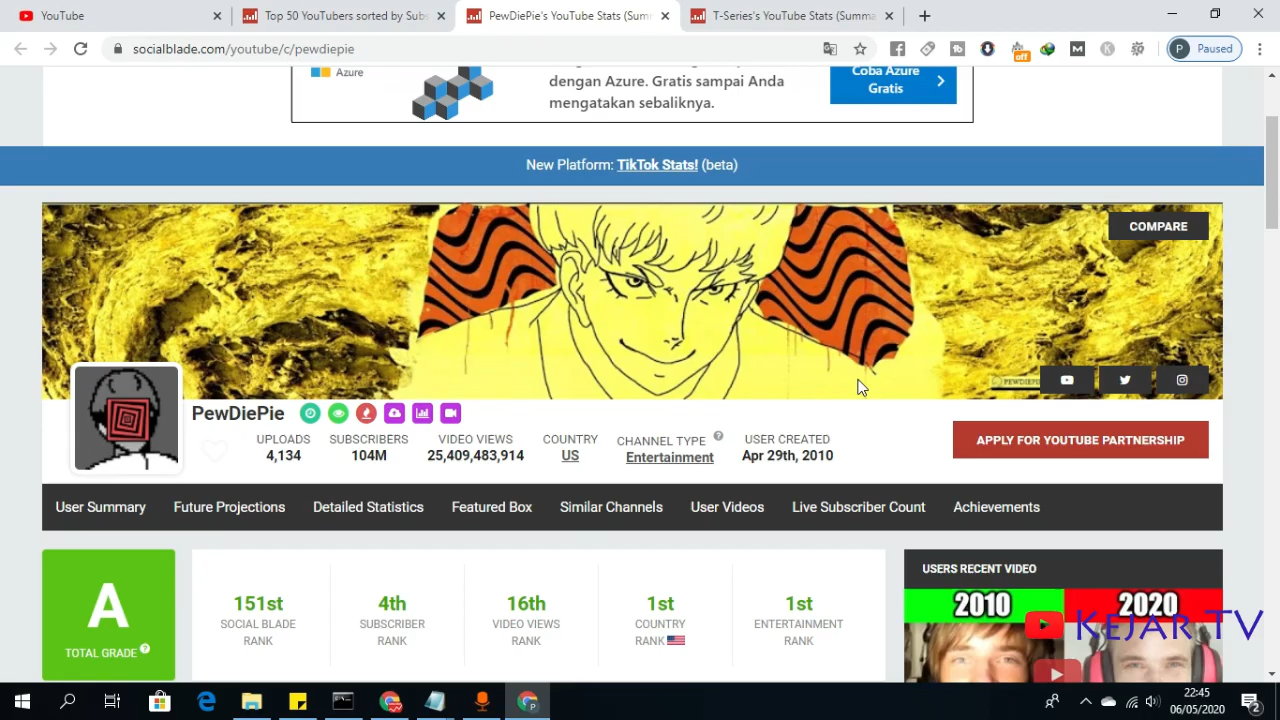 YouTube
Top 50 YouTubers sorted by Subs
PewDiePie's YouTube Stats (Summ
T-Series's YouTube Stats (Summa
socialblade.com/youtube/c/pewdiepie
off
M
K
P
Paused
Azure
dengan Azure. Gratis sampai Anda
mengatakan sebaliknya.
Coba Azure
Gratis
New Platform: TikTok Stats! (beta)
COMPARE
PEWDIEPIE
PewDiePie
UPLOADS
4,134
SUBSCRIBERS
104M
VIDEO VIEWS
25,409,483,914
COUNTRY
US
CHANNEL TYPE ?
Entertainment
USER CREATED
Apr 29th, 2010
APPLY FOR YOUTUBE PARTNERSHIP
User Summary
Future Projections
Detailed Statistics
Featured Box
Similar Channels
User Videos
Live Subscriber Count
Achievements
A
TOTAL GRADE ?
151st
SOCIAL BLADE
RANK
4th
SUBSCRIBER
RANK
16th
VIDEO VIEWS
RANK
1st
COUNTRY
RANK
1st
ENTERTAINMENT
RANK
USERS RECENT VIDEO
2010
2020
KEJAR TV
P
22:45
06/05/2020
2